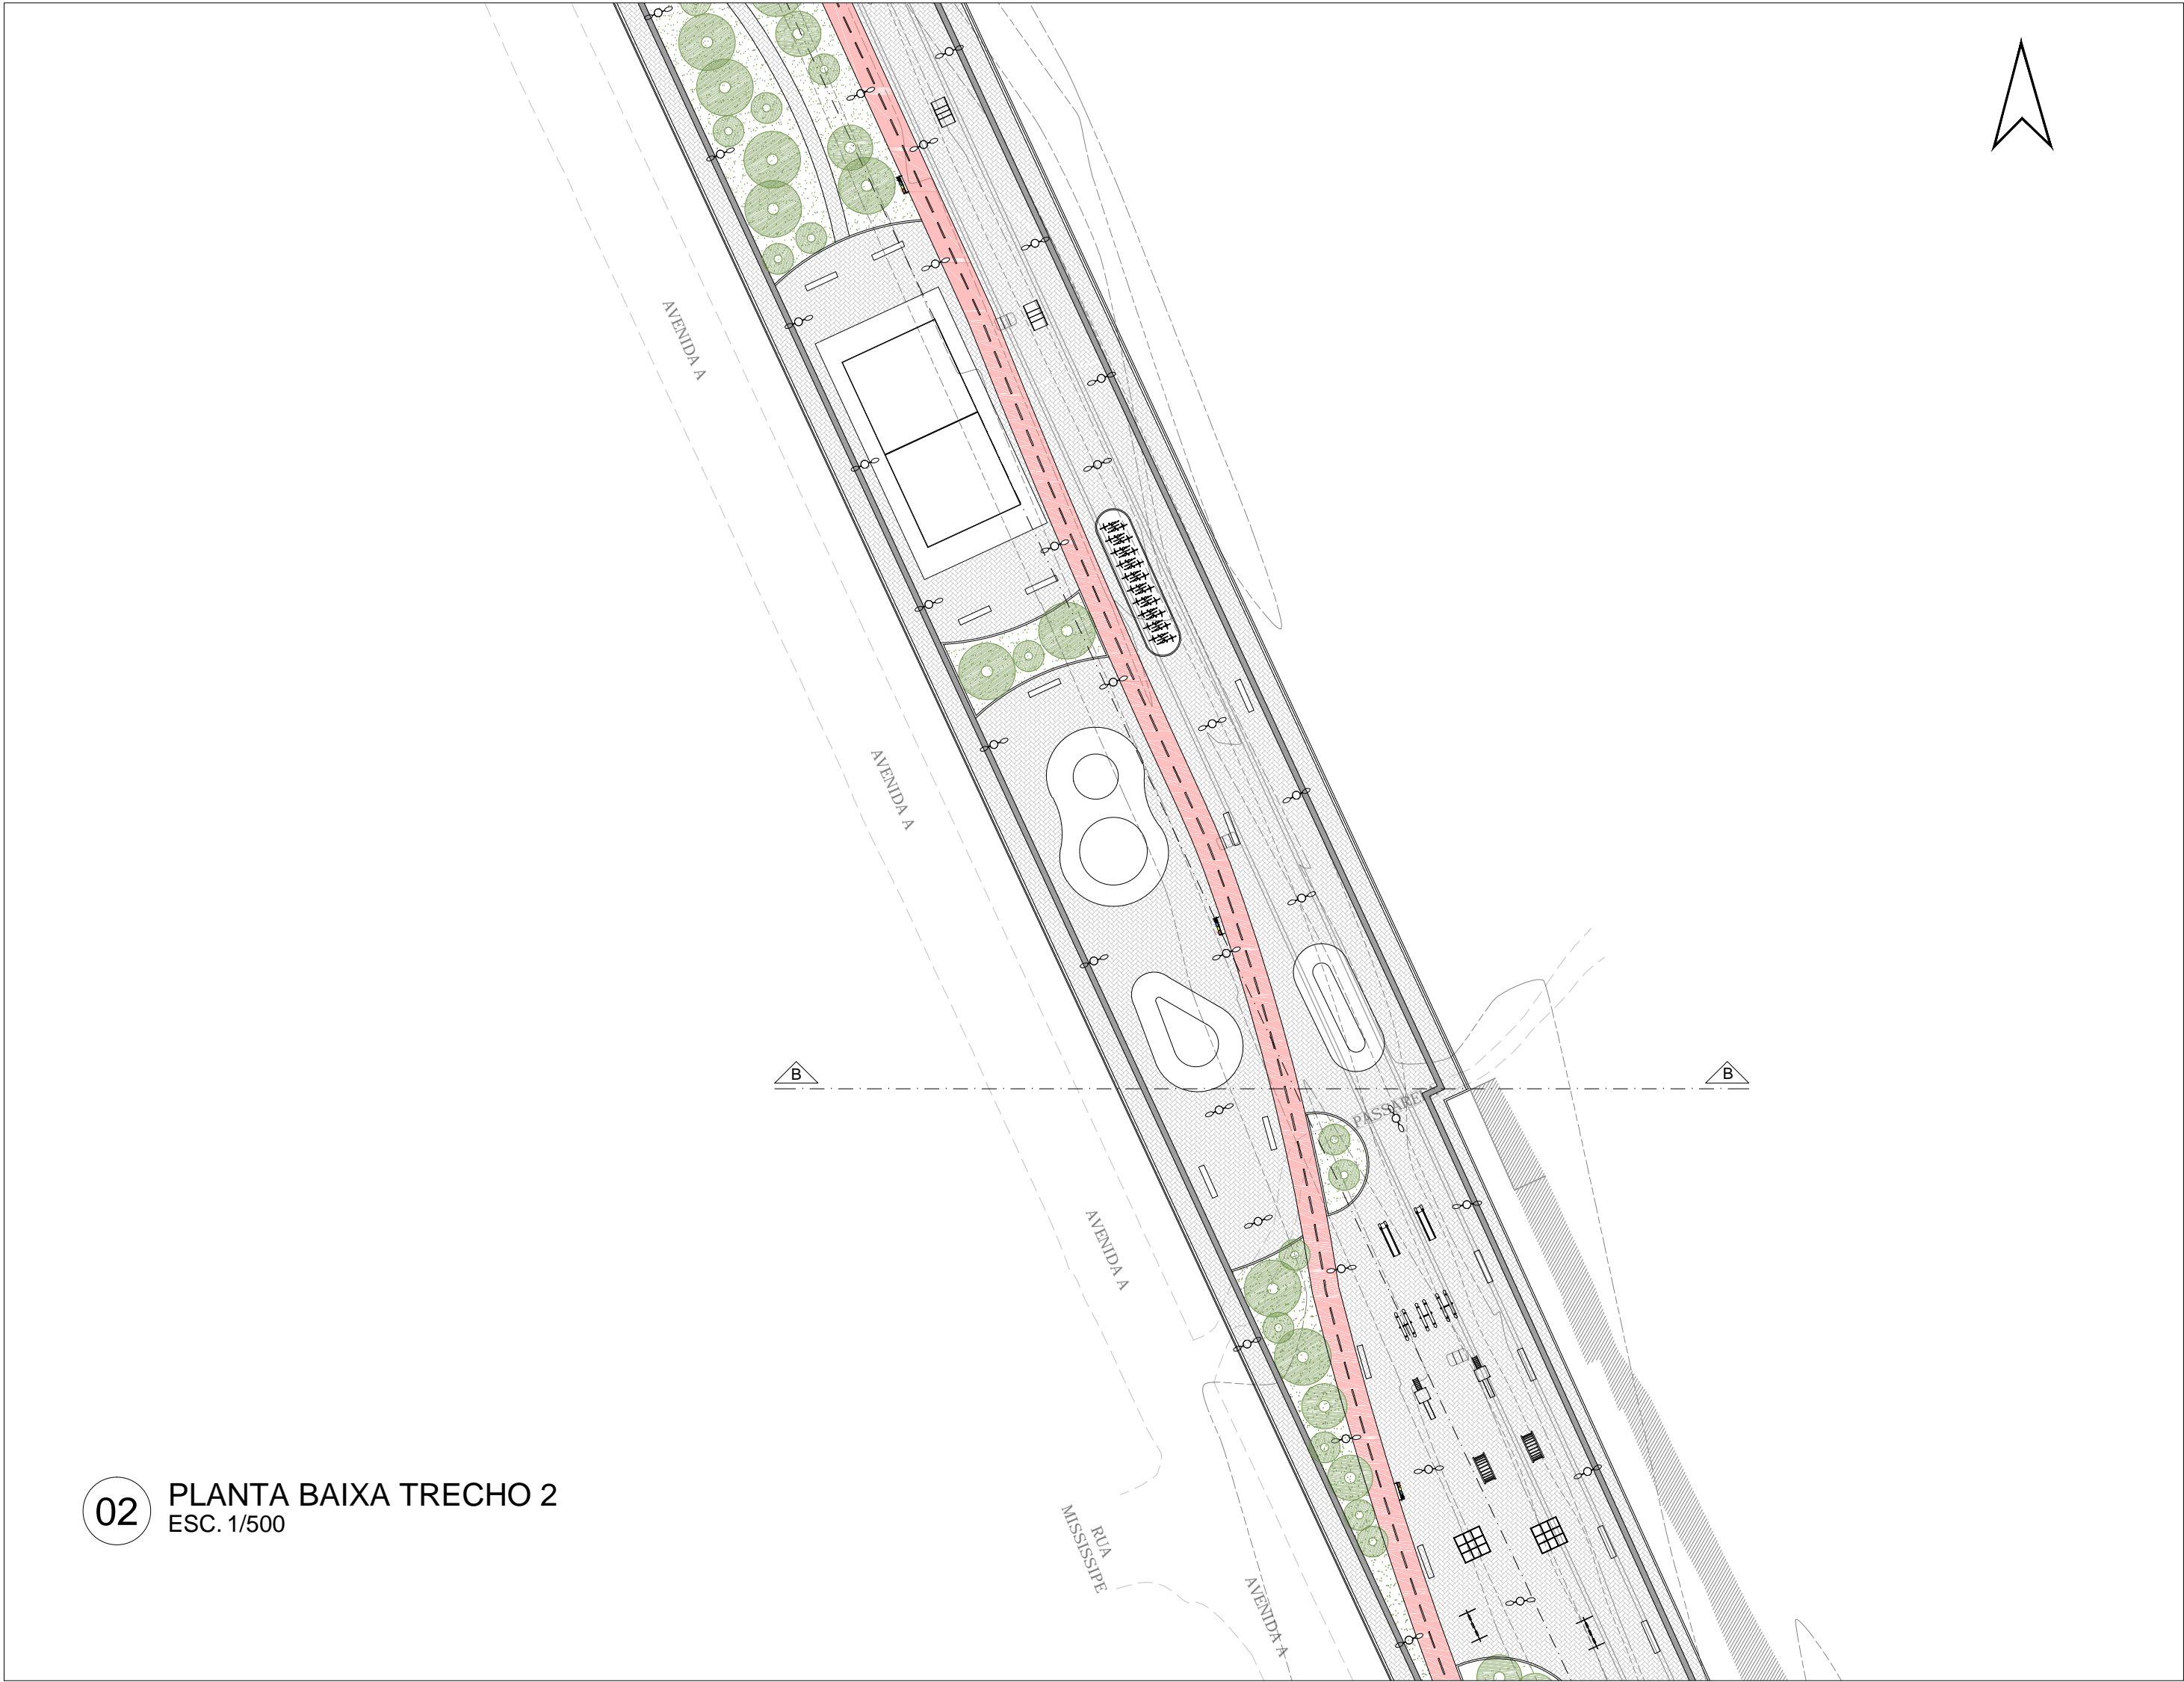 AVENIDA A
AVENIDA A
B
B
PASSARE
AVENIDA A
02
PLANTA BAIXA TRECHO 2
ESC. 1/500
RUA
MISSISSIPE
AVENIDA A